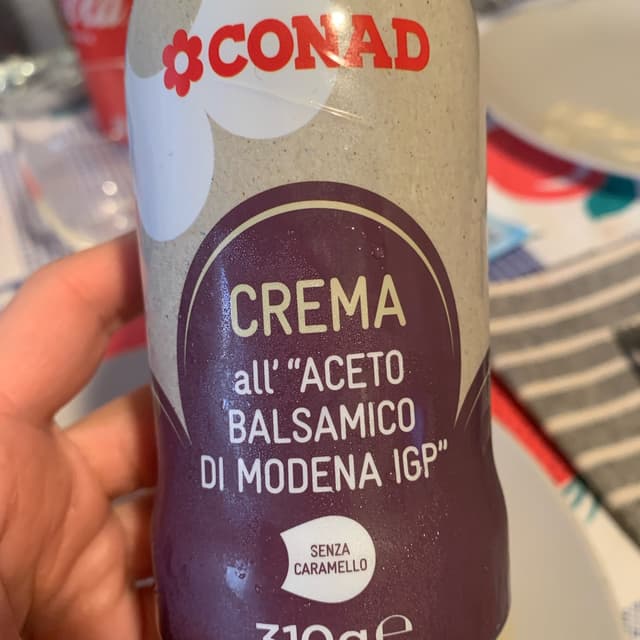 CONAD
CREMA
all' "ACETO
BALSAMICO
DI MODENA IGP"
SENZA
CARAMELLO
310g e